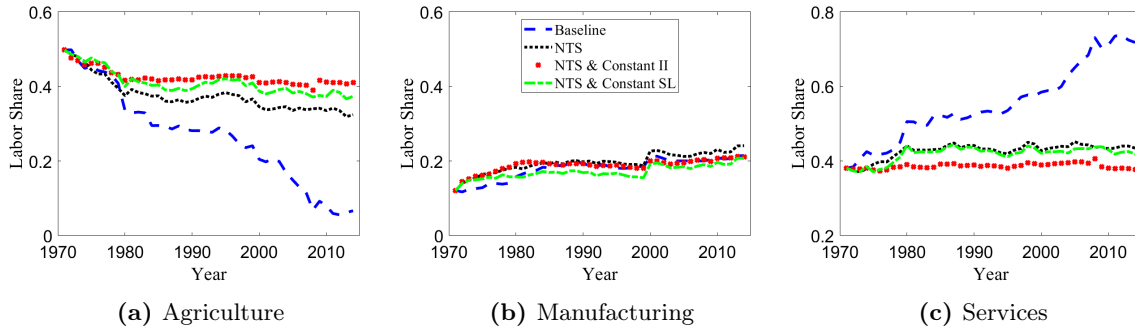 0.6
0.4
0.2
0
Labor Share
1970 1980 1990 2000 2010
Year
(a) Agriculture
0.6
0.4
0.2
0
Labor Share
Baseline
NTS
NTS & Constant II
NTS & Constant SL
1970 1980 1990 2000 2010
Year
(b) Manufacturing
0.8
0.6
0.4
0.2
Labor Share
1970 1980 1990 2000 2010
Year
(c) Services